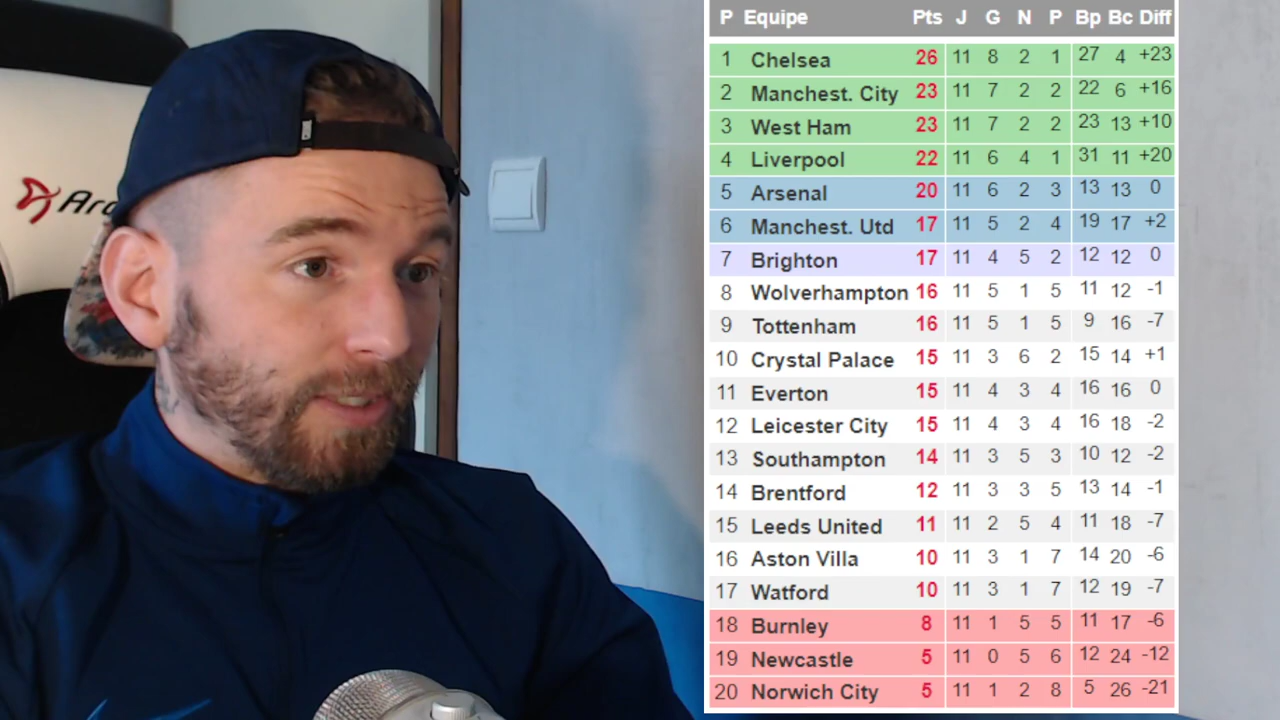 Aro
P Equipe Pts J G N P Bp Bc Diff
1 Chelsea 26 11 8 2 1 27 4 +23
2 Manchest. City 23 11 7 2 2 22 6 +16
3 West Ham 23 11 7 2 2 23 13 +10
4 Liverpool 22 11 6 4 1 31 11 +20
5 Arsenal 20 11 6 2 3 13 13 0
6 Manchest. Utd 17 11 5 2 4 19 17 +2
7 Brighton 17 11 4 5 2 12 12 0
8 Wolverhampton 16 11 5 1 5 11 12 -1
9 Tottenham 16 11 5 1 5 9 16 -7
10 Crystal Palace 15 11 3 6 2 15 14 +1
11 Everton 15 11 4 3 4 16 16 0
12 Leicester City 15 11 4 3 4 16 18 -2
13 Southampton 14 11 3 5 3 10 12 -2
14 Brentford 12 11 3 3 5 13 14 -1
15 Leeds United 11 11 2 5 4 11 18 -7
16 Aston Villa 10 11 3 1 7 14 20 -6
17 Watford 10 11 3 1 7 12 19 -7
18 Burnley 8 11 1 5 5 11 17 -6
19 Newcastle 5 11 0 5 6 12 24 -12
20 Norwich City 5 11 1 2 8 5 26 -21